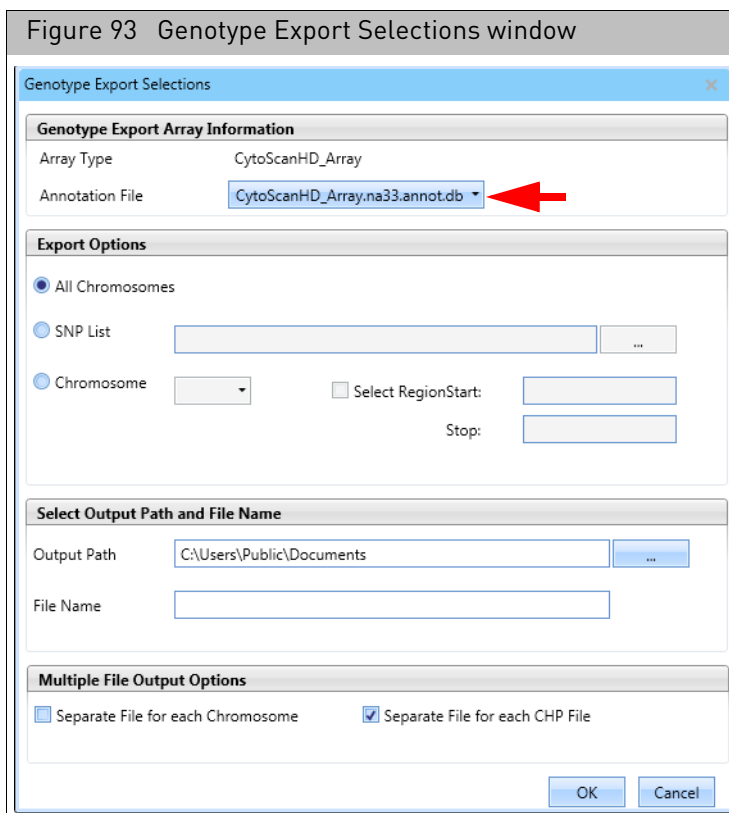 Figure 93 Genotype Export Selections window
Genotype Export Selections
Genotype Export Array Information
Array Type CytoScanHD_Array
Annotation File CytoScanHD_Array.na33.annot.db
Export Options
All Chromosomes
SNP List ...
Chromosome Select RegionStart:
Stop:
Select Output Path and File Name
Output Path C:\Users\Public\Documents ...
File Name
Multiple File Output Options
Separate File for each Chromosome Separate File for each CHP File
OK Cancel